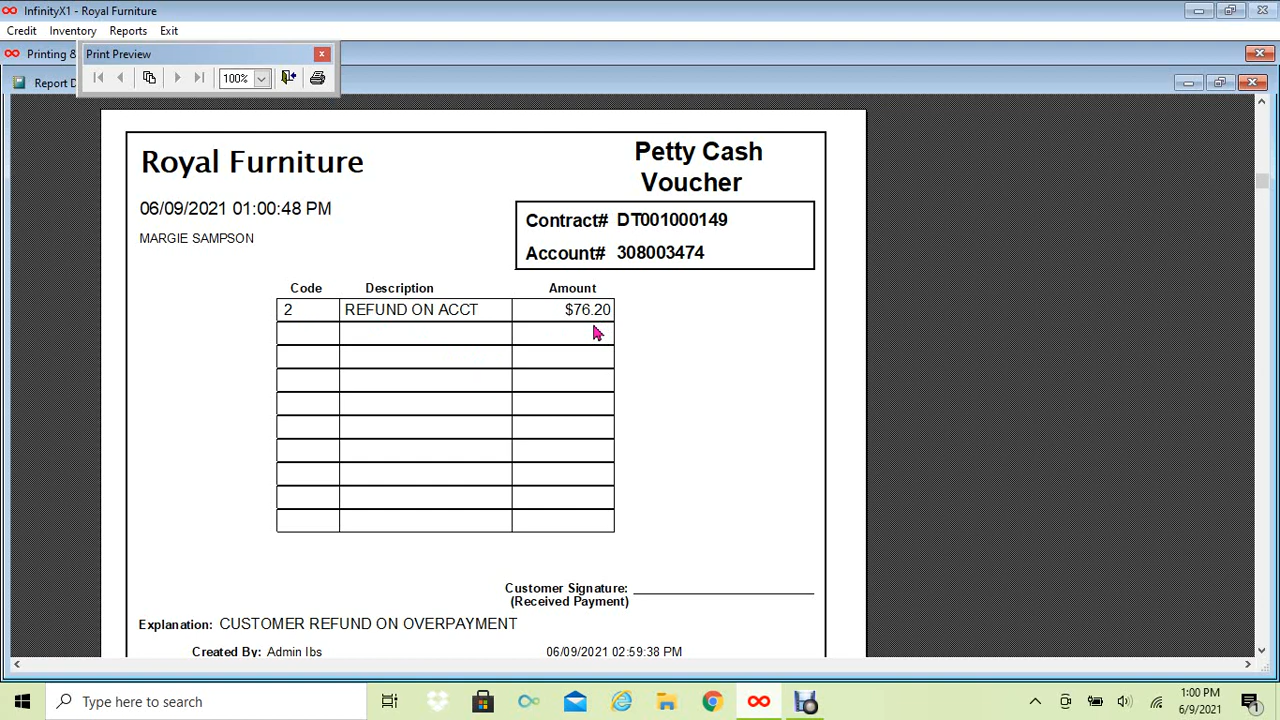 InfinityX1 - Royal Furniture
Credit Inventory Reports Exit
Printing &
Print Preview
100%
Report D
Royal Furniture
Petty Cash
Voucher
06/09/2021 01:00:48 PM
MARGIE SAMPSON
Contract# DT001000149
Account# 308003474
Code Description Amount
2 REFUND ON ACCT $76.20
Customer Signature:
(Received Payment)
Explanation: CUSTOMER REFUND ON OVERPAYMENT
Created By: Admin Ibs 06/09/2021 02:59:38 PM
Type here to search
1:00 PM
6/9/2021
1